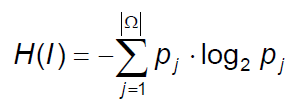 H(I) = -∑_{j=1}^{|Ω|} p_j · log_2 p_j